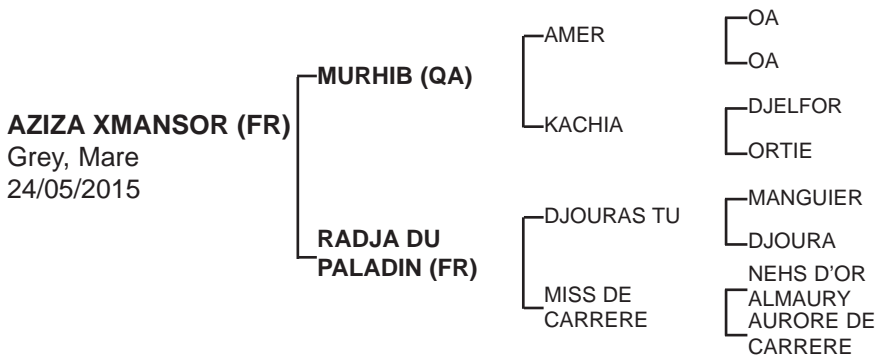 AZIZA XMANSOR (FR)
Grey, Mare
24/05/2015
MURHIB (QA)
RADJA DU
PALADIN (FR)
AMER
KACHIA
DJOURAS TU
MISS DE
CARRERE
OA
OA
DJELFOR
ORTIE
MANGUIER
DJOURA
NEHS D'OR
ALMAURY
AURORE DE
CARRERE